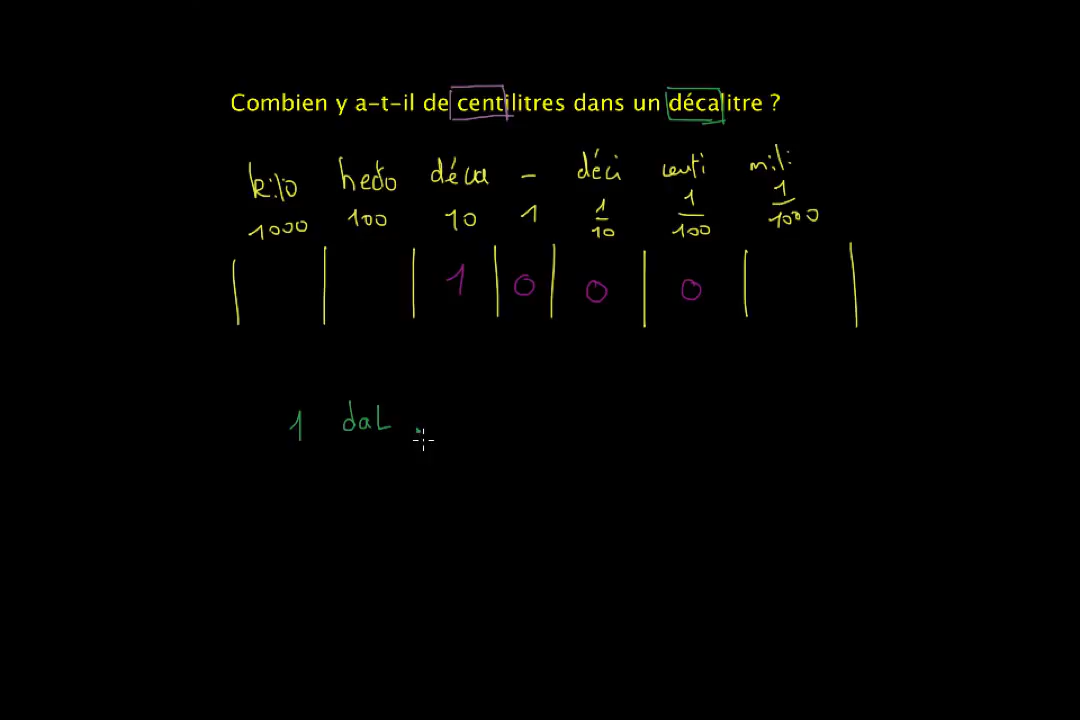 Combien y a-t-il de centilitres dans un décalitre ?
kilo hecto déca - déci centi mili
1000 100 10 1 1/10 1/100 1/1000
1 0 0 0
1 daL